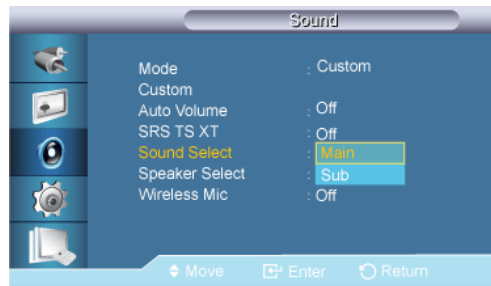 Sound
Mode : Custom
Custom
Auto Volume : Off
SRS TS XT : Off
Sound Select : Main
Speaker Select : Sub
Wireless Mic : Off
Move Enter Return